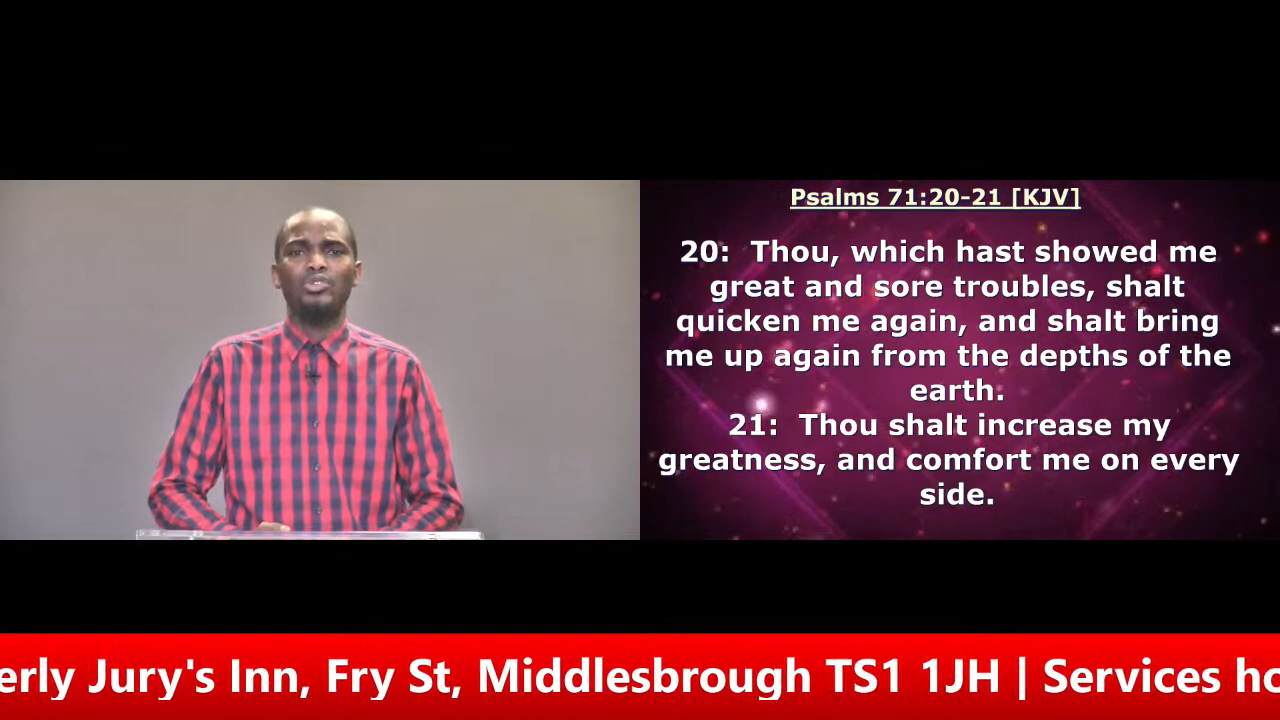 Psalms 71:20-21 [KJV]
20: Thou, which hast showed me
great and sore troubles, shalt
quicken me again, and shalt bring
me up again from the depths of the
earth.
21: Thou shalt increase my
greatness, and comfort me on every
side.
erly Jury's Inn, Fry St, Middlesbrough TS1 1JH | Services ho